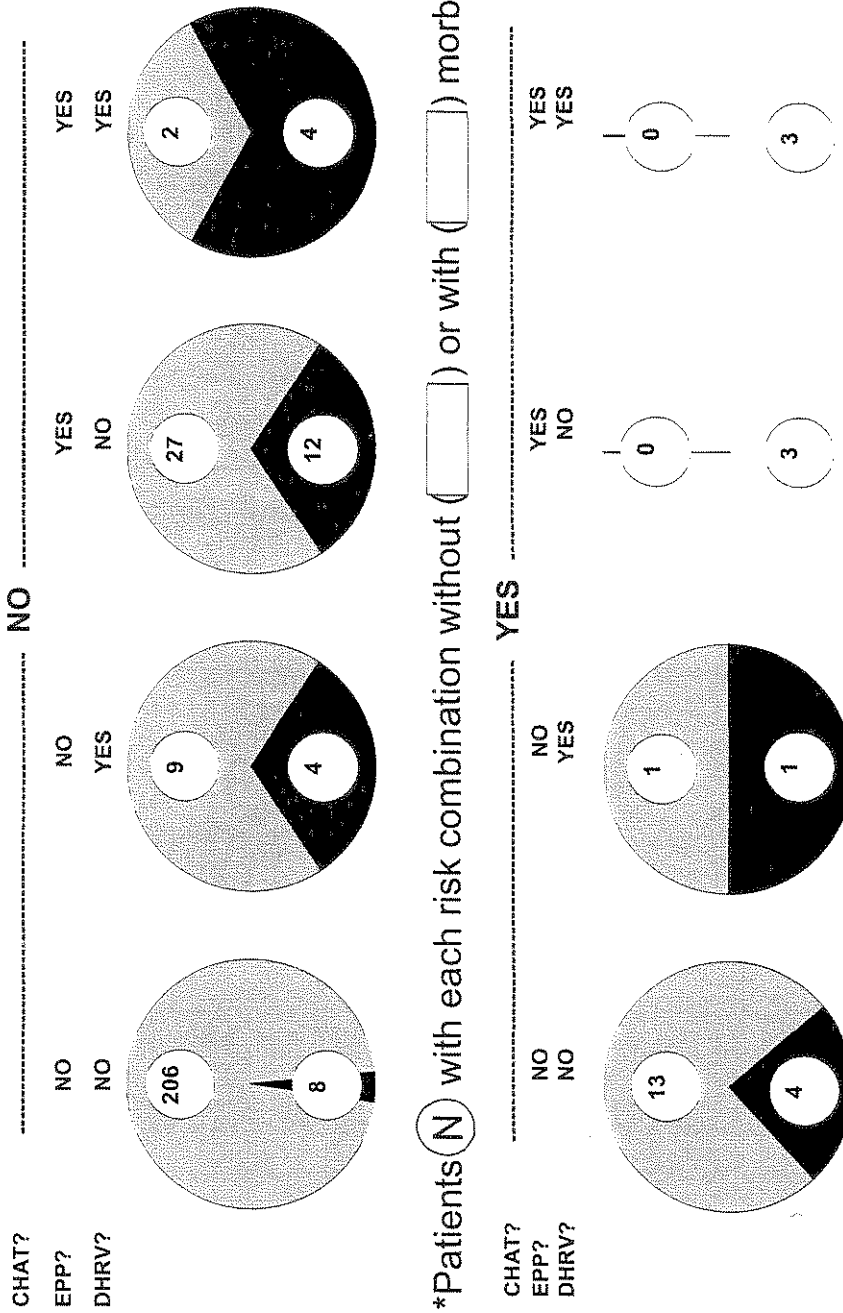 CHAT? NO
EPP? NO NO YES YES
DHRV? NO YES NO YES
206 9 27 2
8 4 12 4
*Patients N with each risk combination without ( ) or with ( ) morb
CHAT? YES
EPP? NO NO YES YES
DHRV? NO YES NO YES
13 1 0 0
4 1 3 3